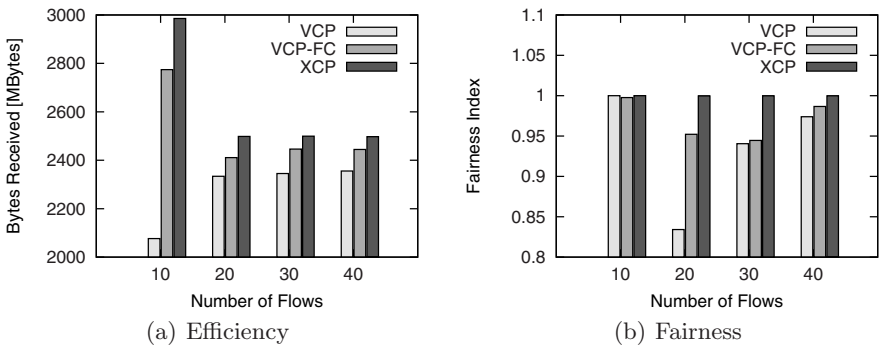 Bytes Received [MBytes]
3000
2800
2600
2400
2200
2000
VCP
VCP-FC
XCP
10 20 30 40
Number of Flows
(a) Efficiency
Fairness Index
1.1
1.05
1
0.95
0.9
0.85
0.8
VCP
VCP-FC
XCP
10 20 30 40
Number of Flows
(b) Fairness